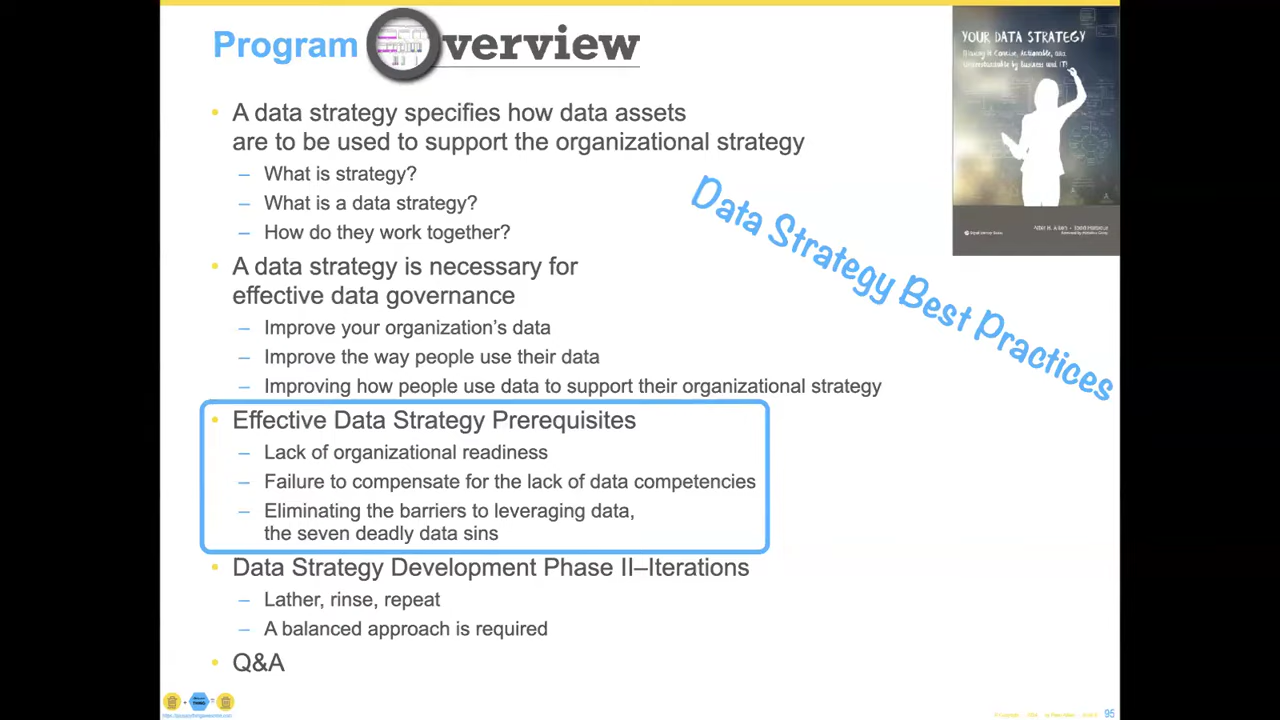 Program Overview
YOUR DATA STRATEGY
• A data strategy specifies how data assets
are to be used to support the organizational strategy
– What is strategy?
– What is a data strategy?
– How do they work together?
• A data strategy is necessary for
effective data governance
– Improve your organization’s data
– Improve the way people use their data
– Improving how people use data to support their organizational strategy
Data Strategy Best Practices
• Effective Data Strategy Prerequisites
– Lack of organizational readiness
– Failure to compensate for the lack of data competencies
– Eliminating the barriers to leveraging data,
the seven deadly data sins
• Data Strategy Development Phase II–Iterations
– Lather, rinse, repeat
– A balanced approach is required
• Q&A
95